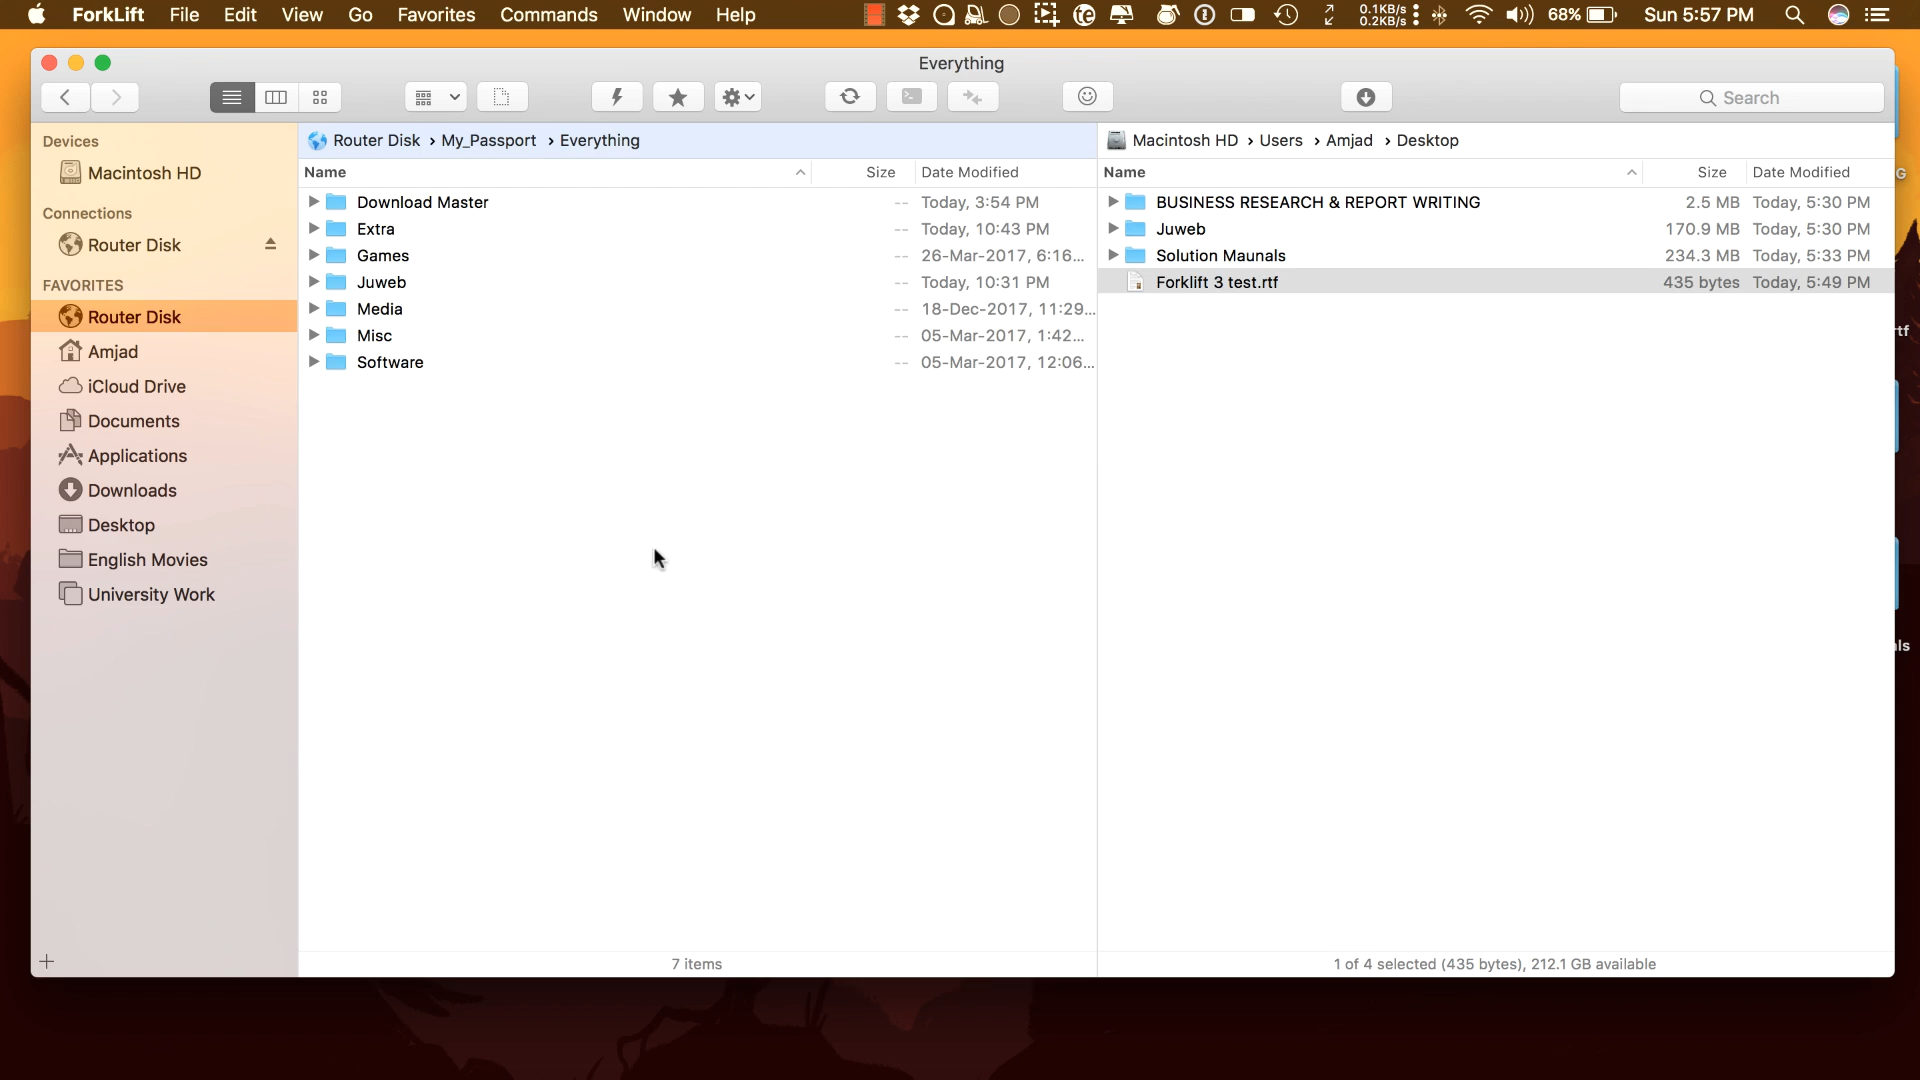 ForkLift File Edit View Go Favorites Commands Window Help
0.1KB/s
0.2KB/s
68% Sun 5:57 PM
Everything
Search
Devices
Macintosh HD
Connections
Router Disk
FAVORITES
Router Disk
Amjad
iCloud Drive
Documents
Applications
Downloads
Desktop
English Movies
University Work
Router Disk › My_Passport › Everything
Name Size Date Modified
Download Master -- Today, 3:54 PM
Extra -- Today, 10:43 PM
Games -- 26-Mar-2017, 6:16...
Juweb -- Today, 10:31 PM
Media -- 18-Dec-2017, 11:29...
Misc -- 05-Mar-2017, 1:42...
Software -- 05-Mar-2017, 12:06...
7 items
Macintosh HD › Users › Amjad › Desktop
Name Size Date Modified
BUSINESS RESEARCH & REPORT WRITING 2.5 MB Today, 5:30 PM
Juweb 170.9 MB Today, 5:30 PM
Solution Maunals 234.3 MB Today, 5:33 PM
Forklift 3 test.rtf 435 bytes Today, 5:49 PM
1 of 4 selected (435 bytes), 212.1 GB available
G
tf
ls